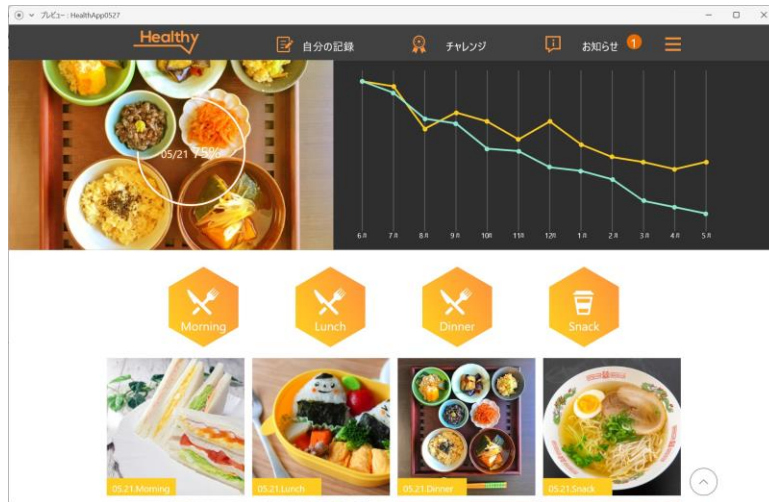 プレビュー : HealthApp0527
Healthy
自分の記録
チャレンジ
お知らせ
1
05/21 75%
6月 7月 8月 9月 10月 11月 12月 1月 2月 3月 4月 5月
Morning
Lunch
Dinner
Snack
05.21.Morning
05.21.Lunch
05.21.Dinner
05.21.Snack